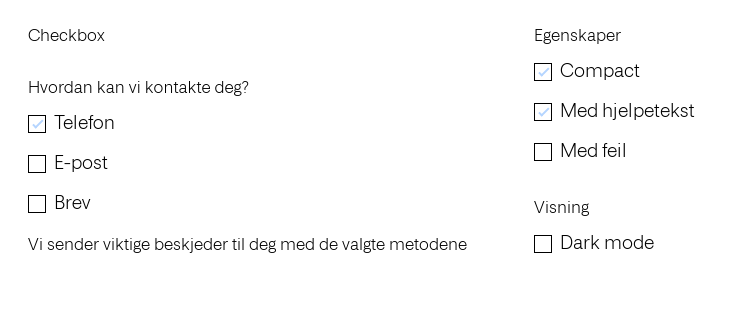 Checkbox
Hvordan kan vi kontakte deg?
Telefon
E-post
Brev
Vi sender viktige beskjeder til deg med de valgte metodene
Egenskaper
Compact
Med hjelpetekst
Med feil
Visning
Dark mode